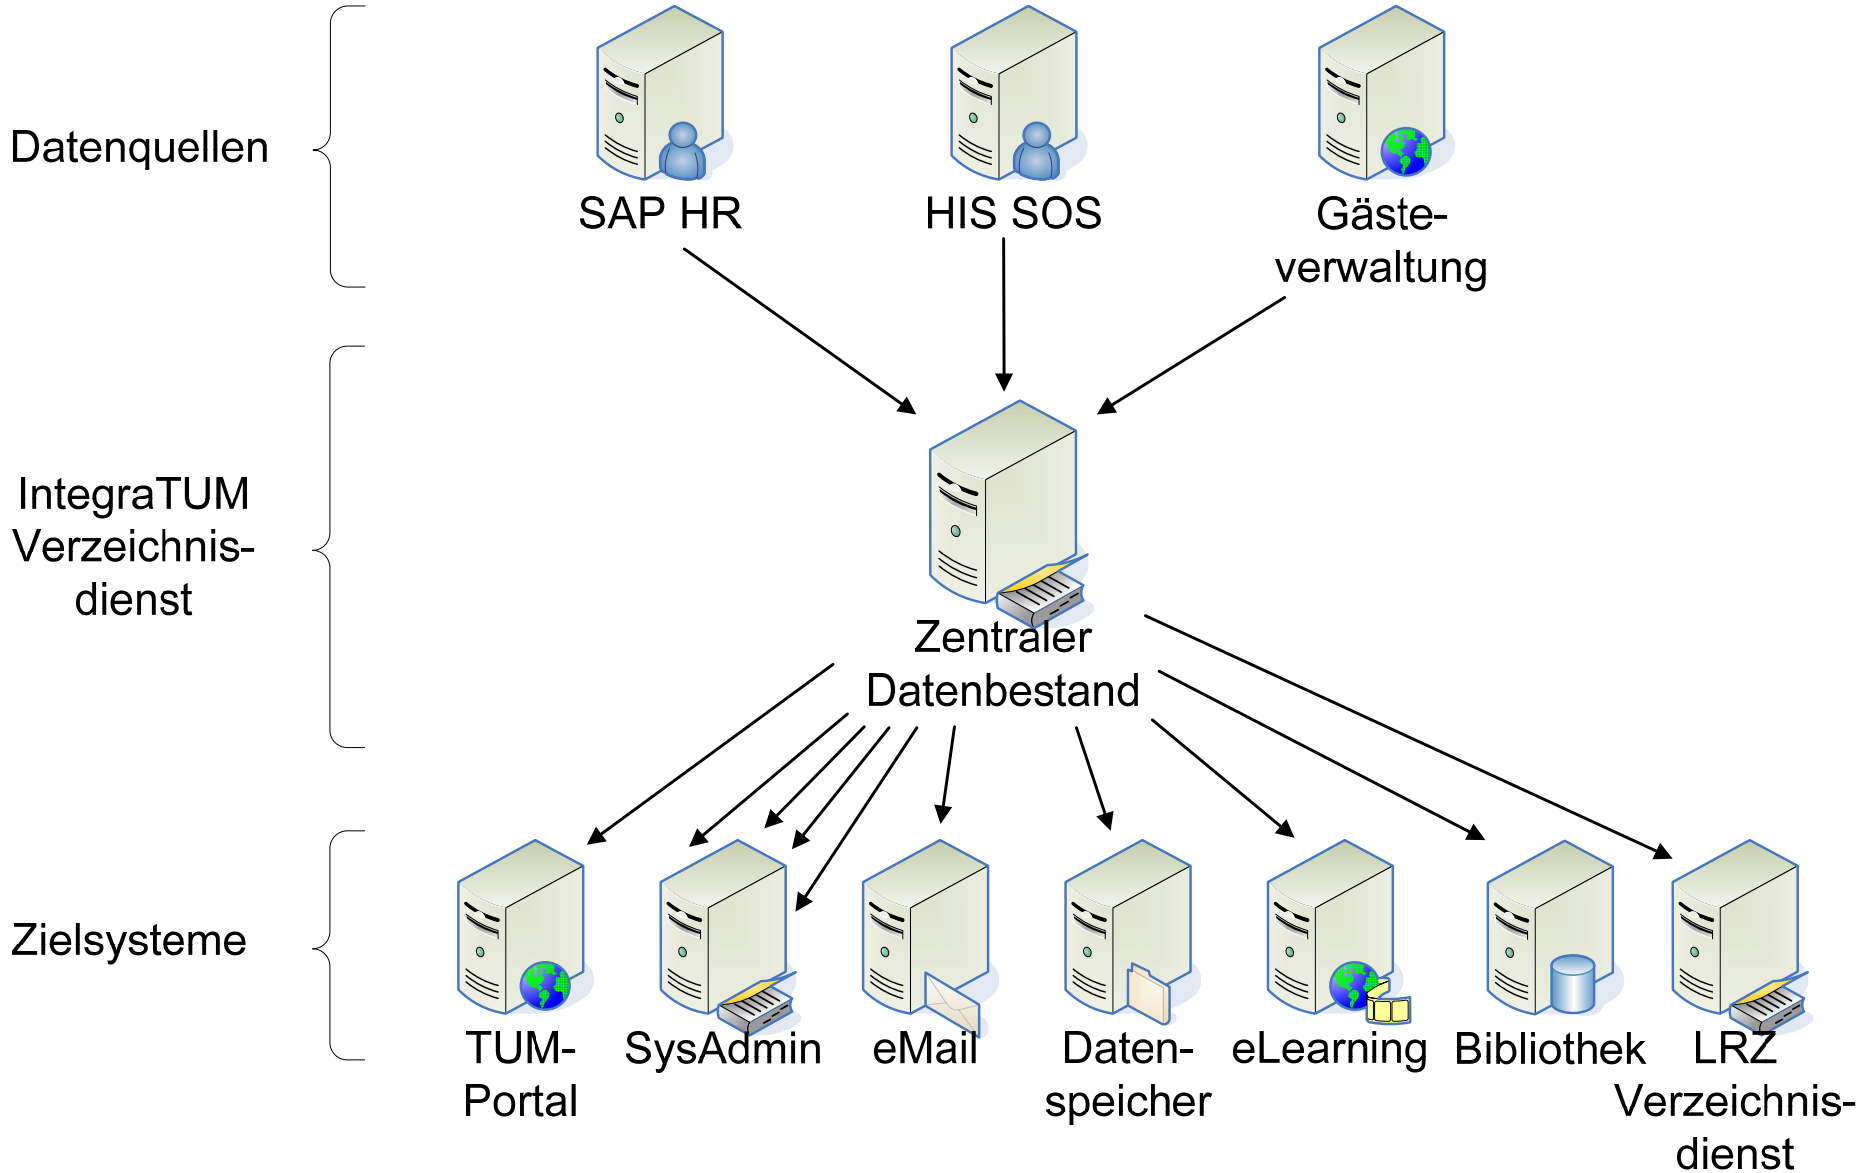 Datenquellen
SAP HR
HIS SOS
Gäste-
verwaltung
IntegraTUM
Verzeichnis-
dienst
Zentraler
Datenbestand
Zielsysteme
TUM-
Portal
SysAdmin
eMail
Daten-
speicher
eLearning
Bibliothek
LRZ
Verzeichnis-
dienst